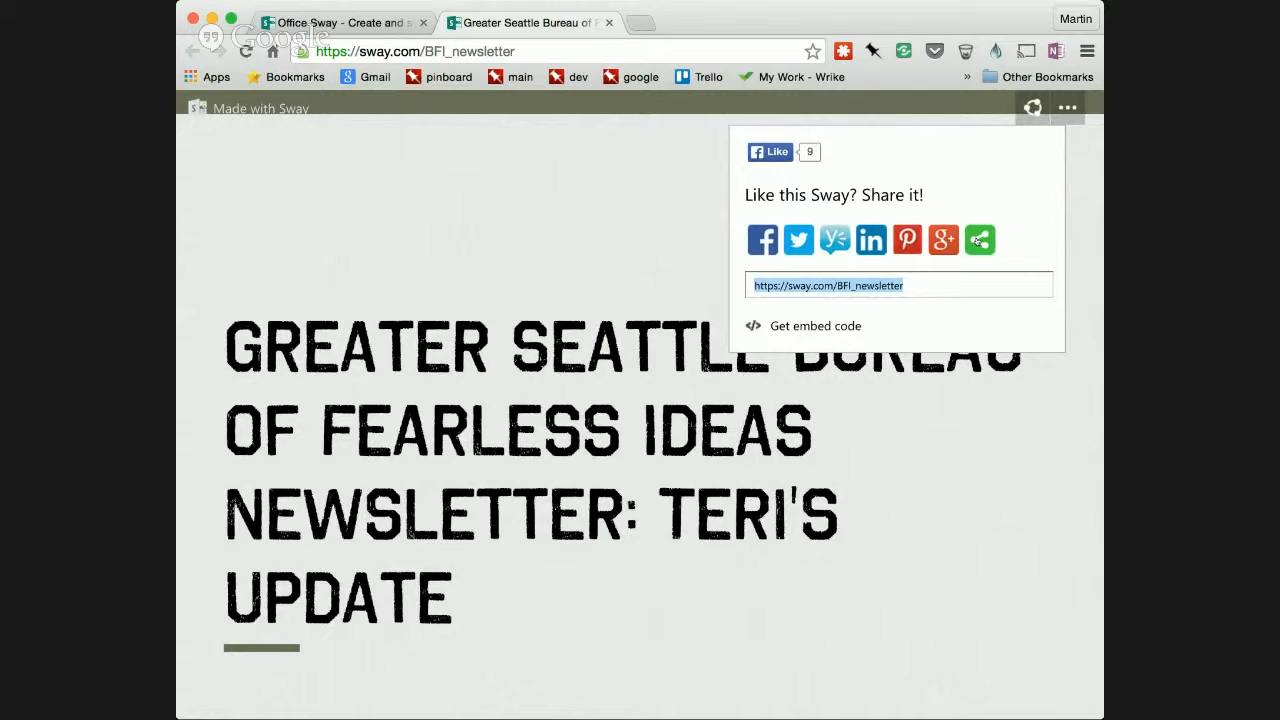 Office Sway - Create and s
Greater Seattle Bureau of F
Martin
Google
https://sway.com/BFI_newsletter
Apps
Bookmarks
Gmail
pinboard
main
dev
google
Trello
My Work - Wrike
»
Other Bookmarks
Made with Sway
Like
9
Like this Sway? Share it!
https://sway.com/BFI_newsletter
Get embed code
GREATER SEATTLE BUREAU
OF FEARLESS IDEAS
NEWSLETTER: TERI'S
UPDATE